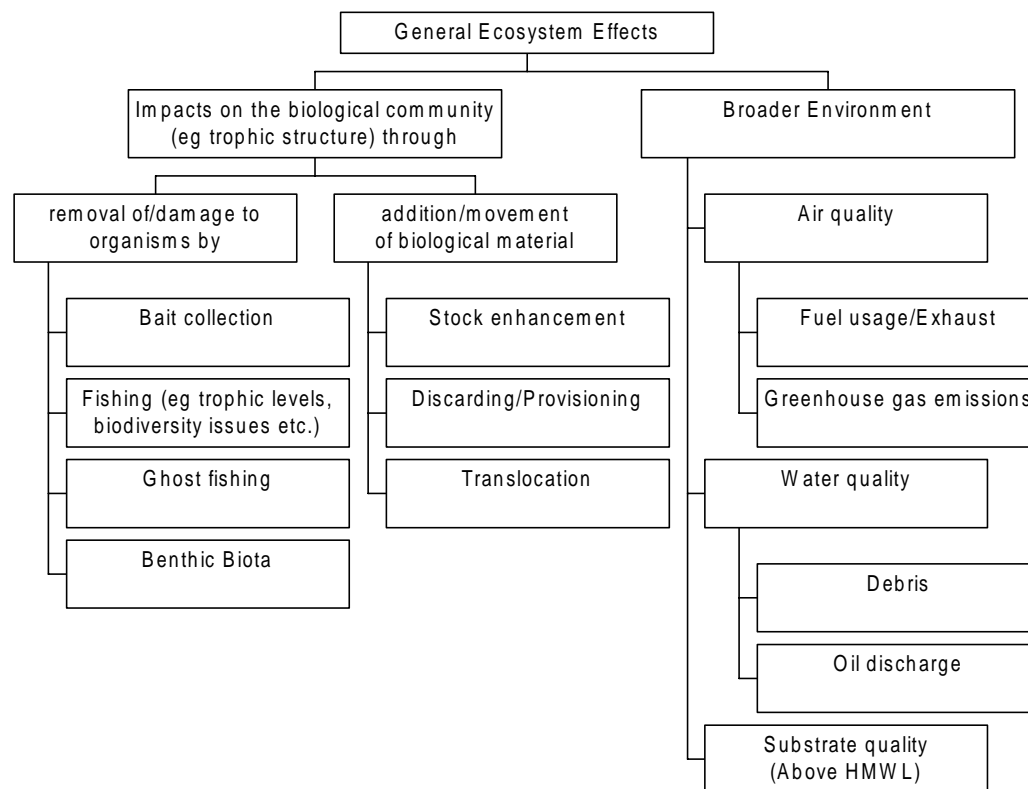 General Ecosystem Effects
Impacts on the biological community
(eg trophic structure) through
Broader Environment
removal of/damage to
organisms by
addition/movement
of biological material
Air quality
Bait collection
Stock enhancement
Fuel usage/Exhaust
Fishing (eg trophic levels,
biodiversity issues etc.)
Discarding/Provisioning
Greenhouse gas emissions
Ghost fishing
Translocation
Water quality
Benthic Biota
Debris
Oil discharge
Substrate quality
(Above HMWL)